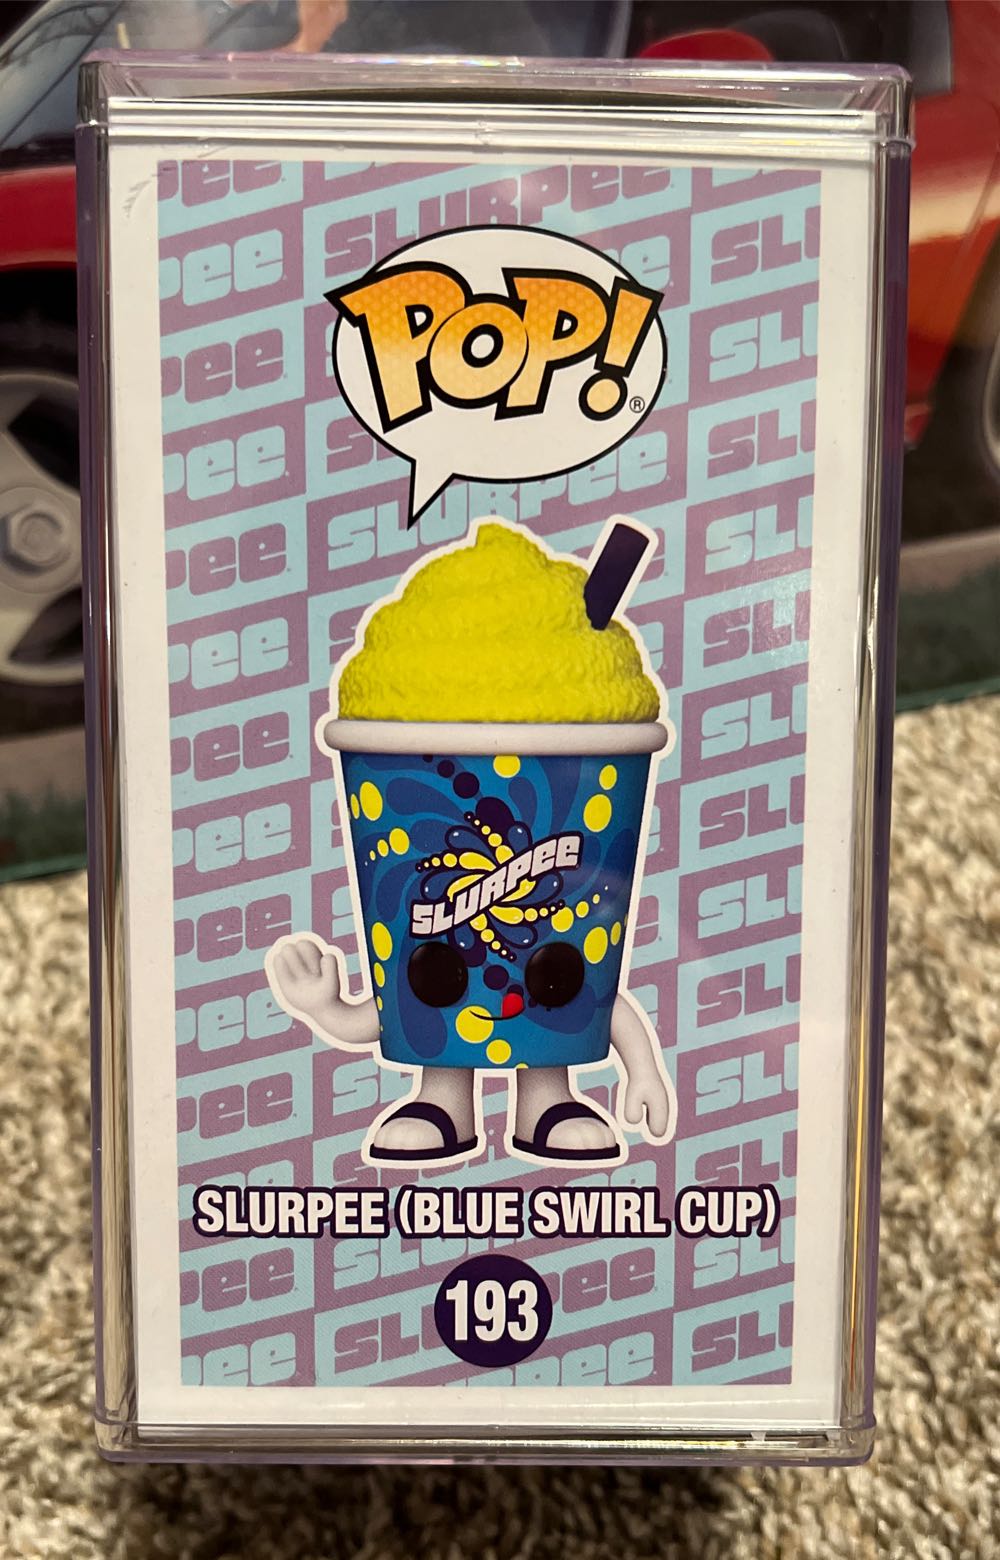 POP!®
SLURPEE
SLURPEE (BLUE SWIRL CUP)
193